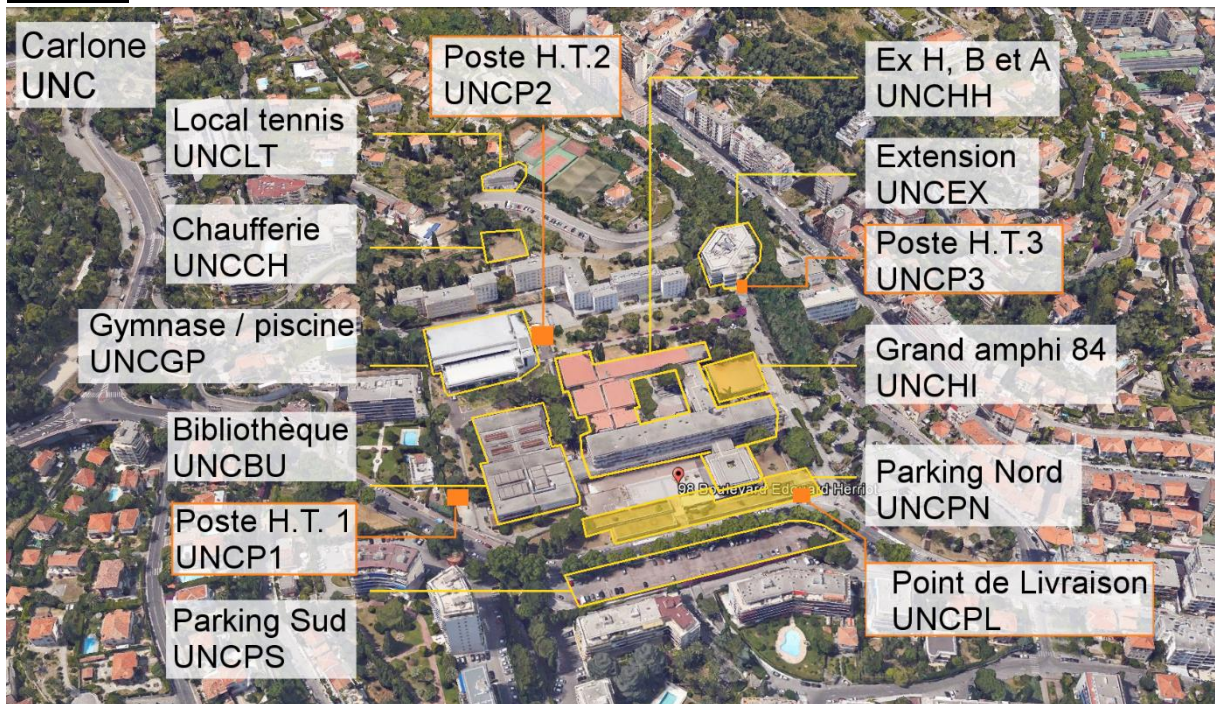 Carlone
UNC
Poste H.T.2
UNCP2
Ex H, B et A
UNCHH
Local tennis
UNCLT
Extension
UNCEX
Chaufferie
UNCCH
Poste H.T.3
UNCP3
Gymnase / piscine
UNCGP
Grand amphi 84
UNCHI
Bibliothèque
UNCBU
Parking Nord
UNCPN
98 Boulevard Edouard Herriot
Poste H.T. 1
UNCP1
Point de Livraison
UNCPL
Parking Sud
UNCPS